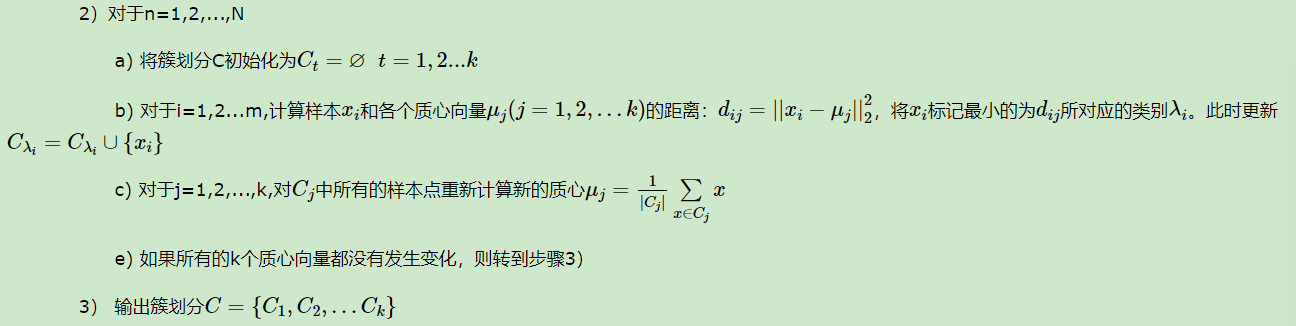 2) 对于n=1,2,...,N
a) 将簇划分C初始化为$C_t = \varnothing \ \ t = 1, 2...k$
b) 对于i=1,2...m,计算样本$x_i$和各个质心向量$\mu_j(j = 1, 2, \ldots k)$的距离：$d_{ij} = ||x_i - \mu_j||_2^2$，将$x_i$标记最小的为$d_{ij}$所对应的类别$\lambda_i$。此时更新
$C_{\lambda_i} = C_{\lambda_i} \cup \{x_i\}$
c) 对于j=1,2,...,k,对$C_j$中所有的样本点重新计算新的质心$\mu_j = \frac{1}{|C_j|} \sum\limits_{x \in C_j} x$
e) 如果所有的k个质心向量都没有发生变化，则转到步骤3）
3） 输出簇划分$C = \{C_1, C_2, \ldots C_k\}$